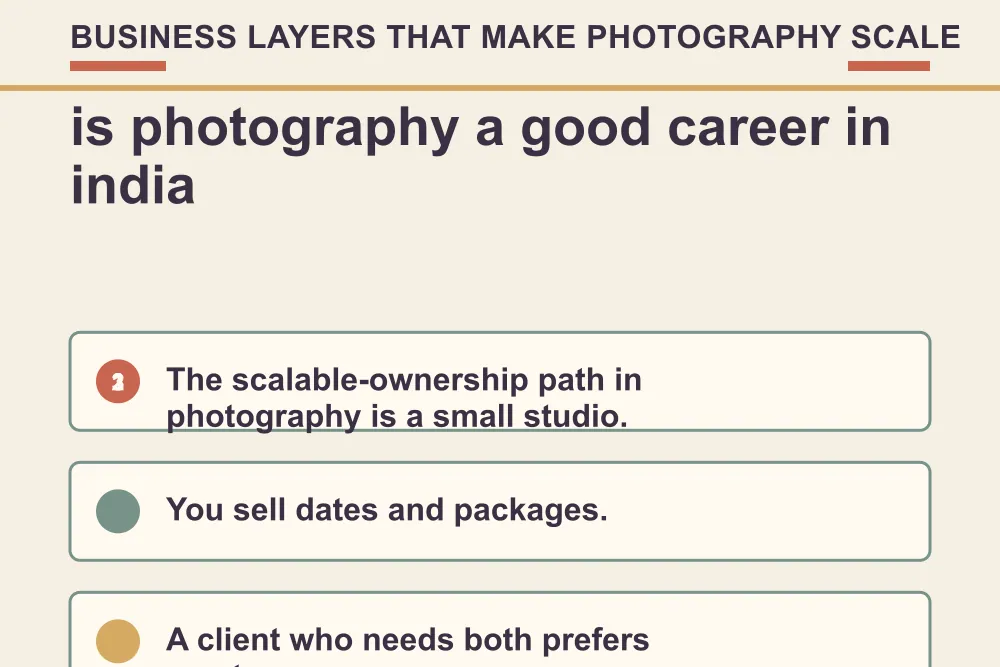 BUSINESS LAYERS THAT MAKE PHOTOGRAPHY SCALE
is photography a good career in
india
The scalable-ownership path in
photography is a small studio.
You sell dates and packages.
A client who needs both prefers